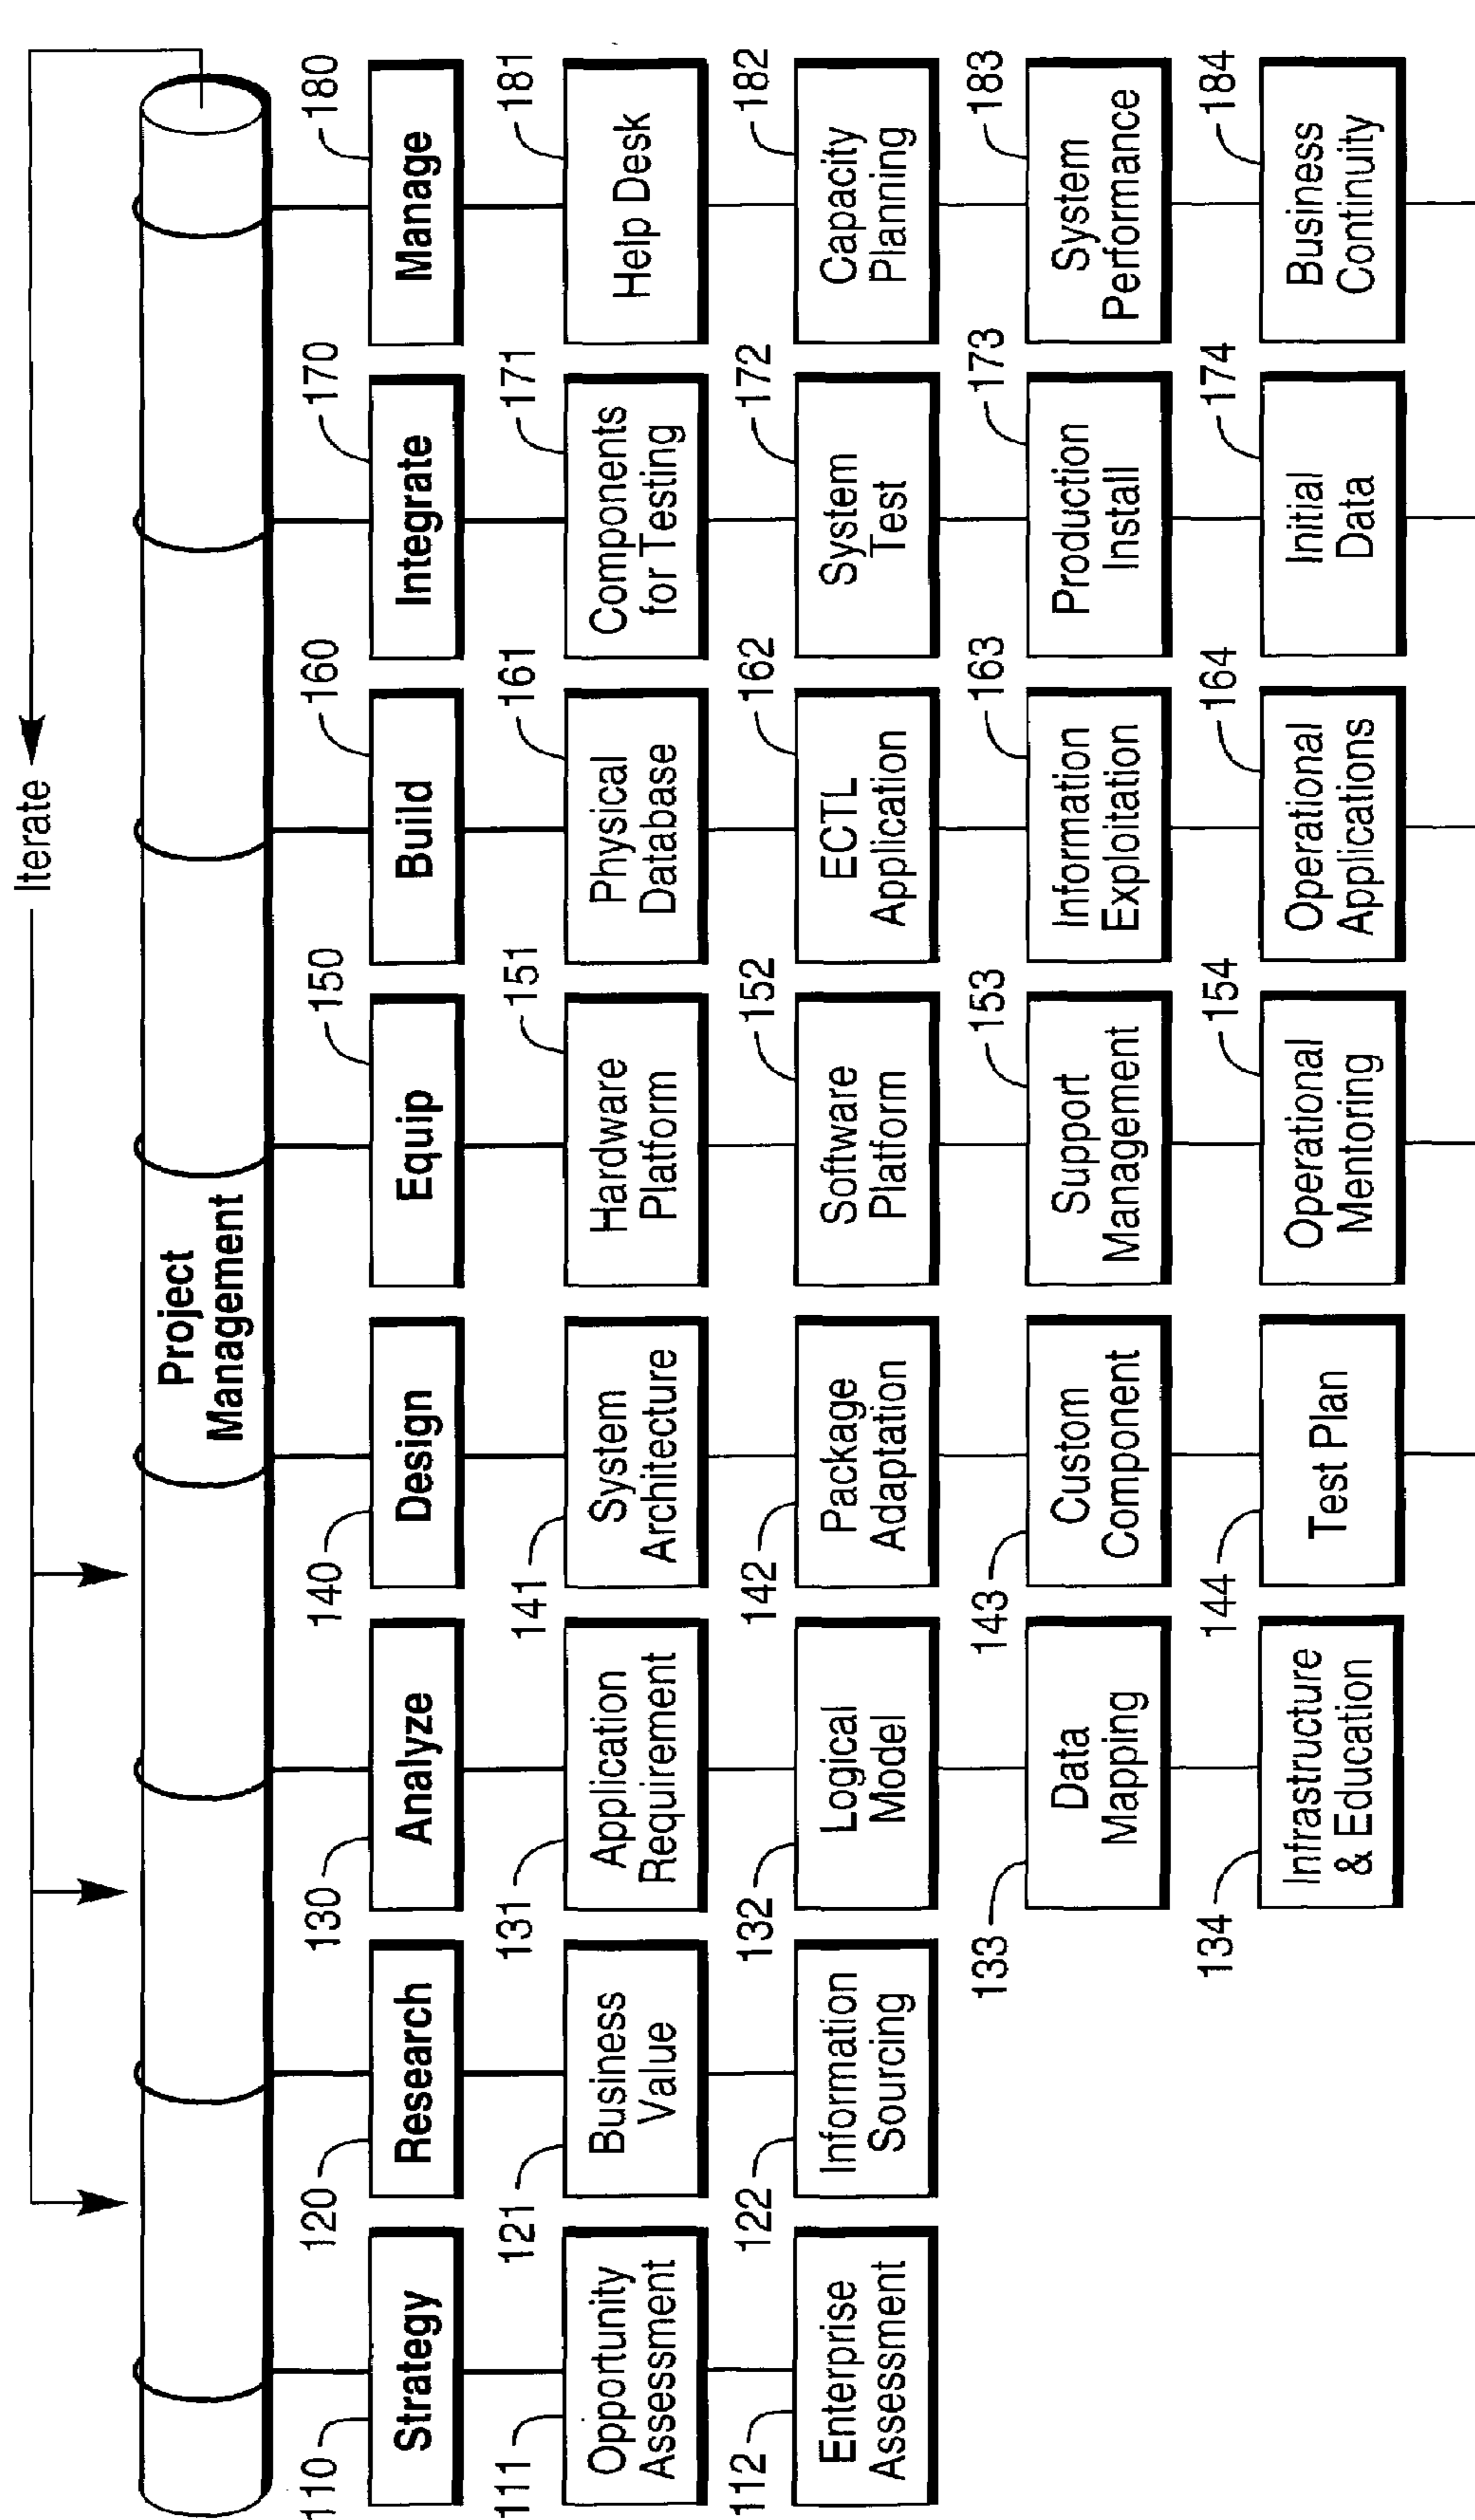 Iterate
Project
Management
110
Strategy
120
Research
130
Analyze
140
Design
150
Equip
160
Build
170
Integrate
180
Manage
111
Opportunity
Assessment
121
Business
Value
131
Application
Requirement
141
System
Architecture
151
Hardware
Platform
161
Physical
Database
171
Components
for Testing
181
Help Desk
112
Enterprise
Assessment
122
Information
Sourcing
132
Logical
Model
142
Package
Adaptation
152
Software
Platform
162
ECTL
Application
172
System
Test
182
Capacity
Planning
133
Data
Mapping
143
Custom
Component
153
Support
Management
163
Information
Exploitation
173
Production
Install
183
System
Performance
134
Infrastructure
& Education
144
Test Plan
154
Operational
Mentoring
164
Operational
Applications
174
Initial
Data
184
Business
Continuity